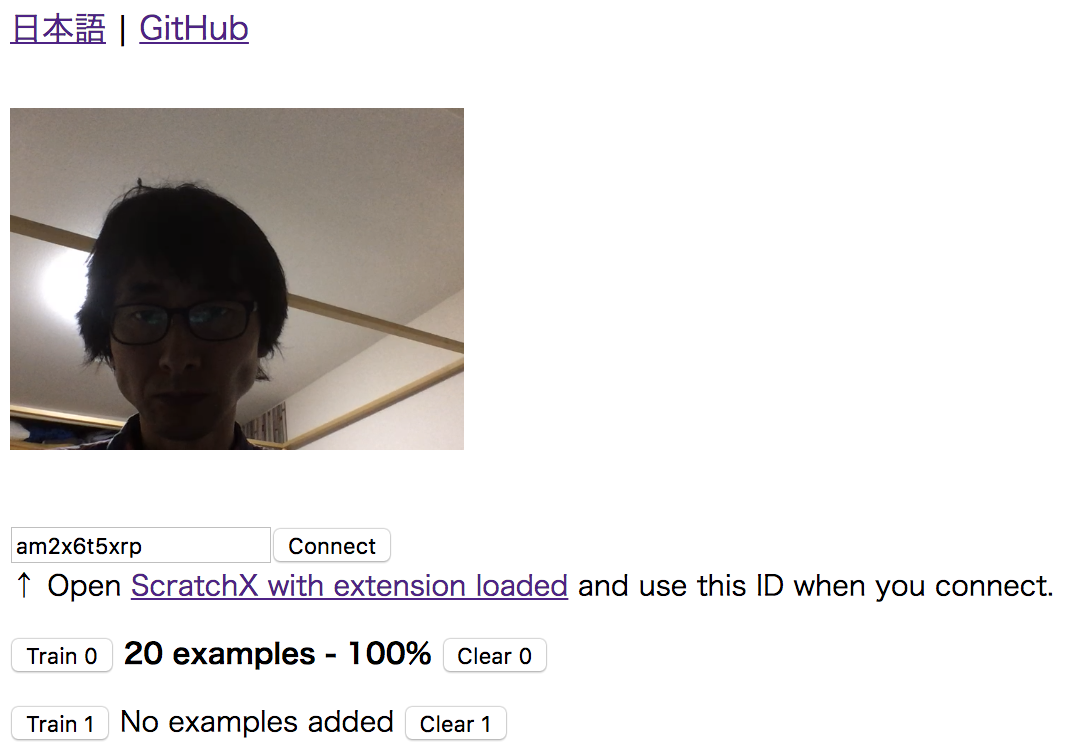 日本語 | GitHub
am2x6t5xrp Connect
↑ Open ScratchX with extension loaded and use this ID when you connect.
Train 0 20 examples - 100% Clear 0
Train 1 No examples added Clear 1